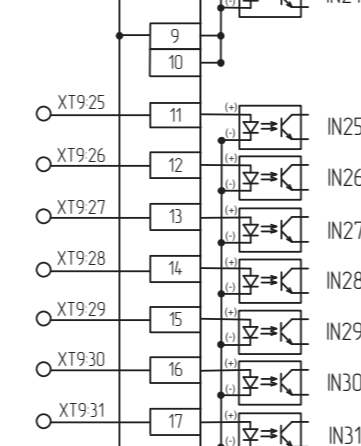 (-) IN24
9
10
XT9:25 11 (+) (-) IN25
XT9:26 12 (+) (-) IN26
XT9:27 13 (+) (-) IN27
XT9:28 14 (+) (-) IN28
XT9:29 15 (+) (-) IN29
XT9:30 16 (+) (-) IN30
XT9:31 17 (+) (-) IN31